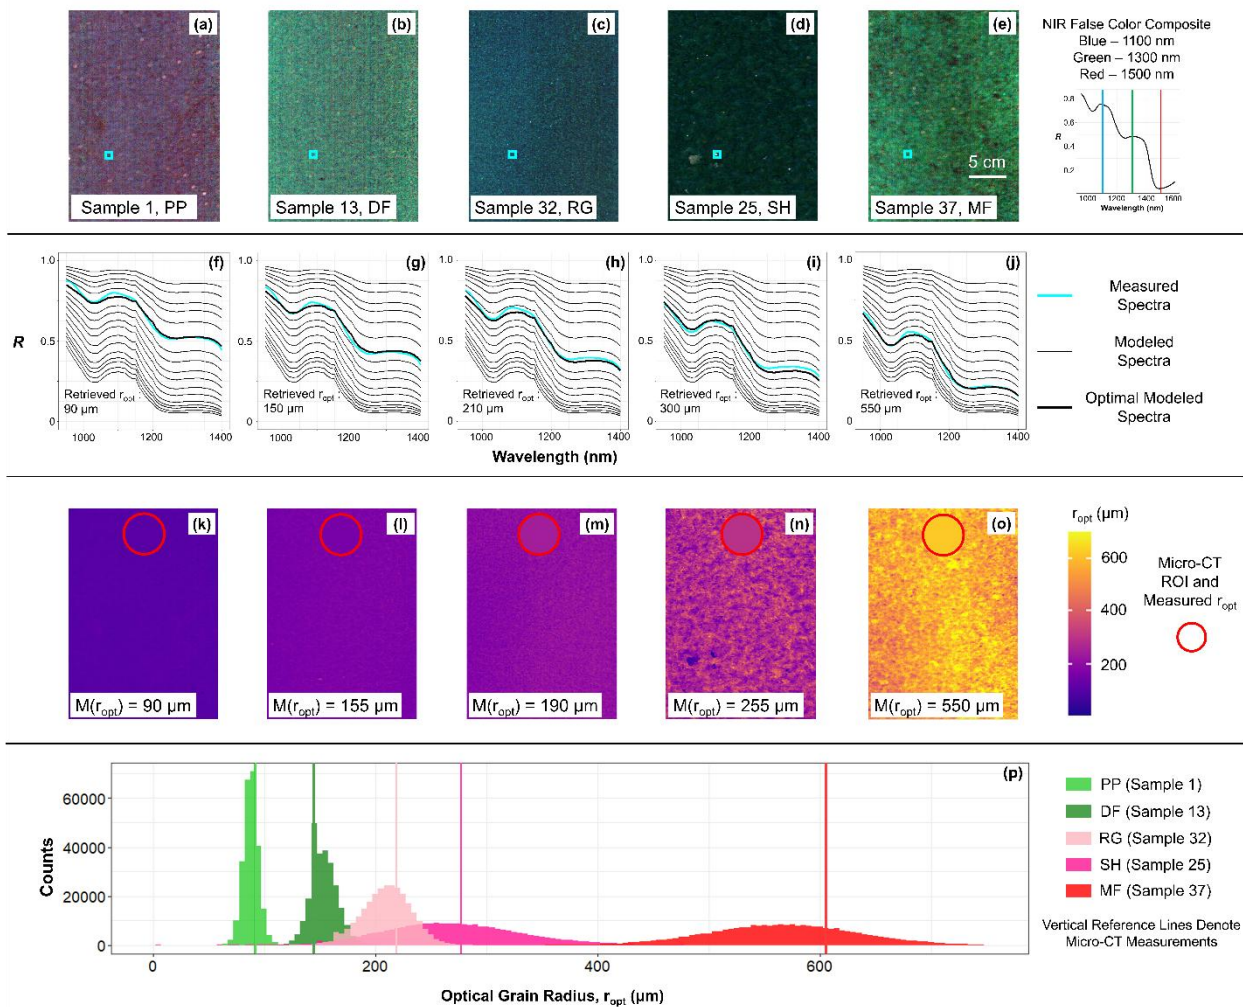 (a)
(b)
(c)
(d)
(e)
Sample 1, PP
Sample 13, DF
Sample 32, RG
Sample 25, SH
Sample 37, MF
5 cm
NIR False Color Composite
Blue – 1100 nm
Green – 1300 nm
Red – 1500 nm
0.8
0.6
R
0.4
0.2
1000 1200 1400 1600
Wavelength (nm)
(f)
(g)
(h)
(i)
(j)
R
1.0
0.5
0
Retrieved r_opt :
90 µm
1000 1200 1400
1.0
0.5
0
Retrieved r_opt :
150 µm
1000 1200 1400
1.0
0.5
0
Retrieved r_opt :
210 µm
1000 1200 1400
1.0
0.5
0
Retrieved r_opt :
300 µm
1000 1200 1400
1.0
0.5
0
Retrieved r_opt :
550 µm
1000 1200 1400
Wavelength (nm)
Measured
Spectra
Modeled
Spectra
Optimal Modeled
Spectra
(k)
(l)
(m)
(n)
(o)
M(r_opt) = 90 µm
M(r_opt) = 155 µm
M(r_opt) = 190 µm
M(r_opt) = 255 µm
M(r_opt) = 550 µm
r_opt (µm)
600
400
200
Micro-CT
ROI and
Measured r_opt
(p)
Counts
60000
40000
20000
0
0 200 400 600
Optical Grain Radius, r_opt (µm)
PP (Sample 1)
DF (Sample 13)
RG (Sample 32)
SH (Sample 25)
MF (Sample 37)
Vertical Reference Lines Denote
Micro-CT Measurements